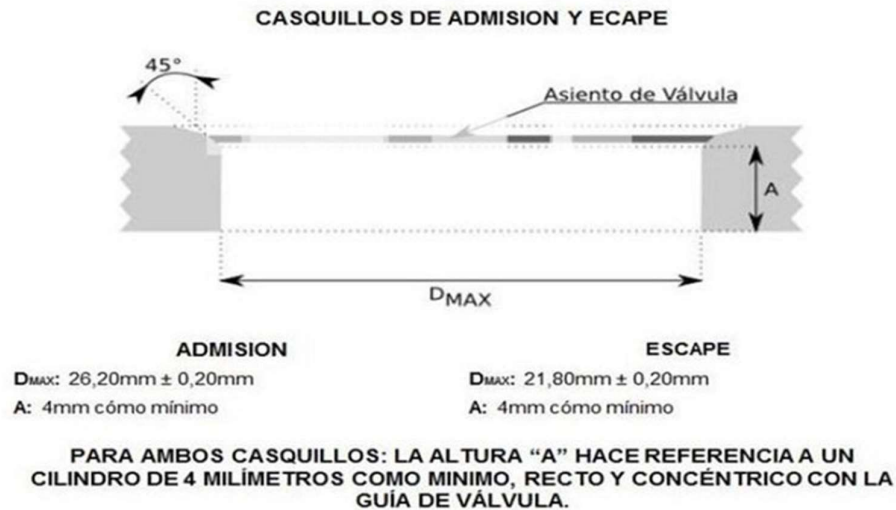 CASQUILLOS DE ADMISION Y ECAPE
45°
Asiento de Válvula
A
DMAX
ADMISION
DMAX: 26,20mm ± 0,20mm
A: 4mm cómo mínimo
ESCAPE
DMAX: 21,80mm ± 0,20mm
A: 4mm cómo mínimo
PARA AMBOS CASQUILLOS: LA ALTURA “A” HACE REFERENCIA A UN
CILINDRO DE 4 MILÍMETROS COMO MINIMO, RECTO Y CONCÉNTRICO CON LA
GUÍA DE VÁLVULA.